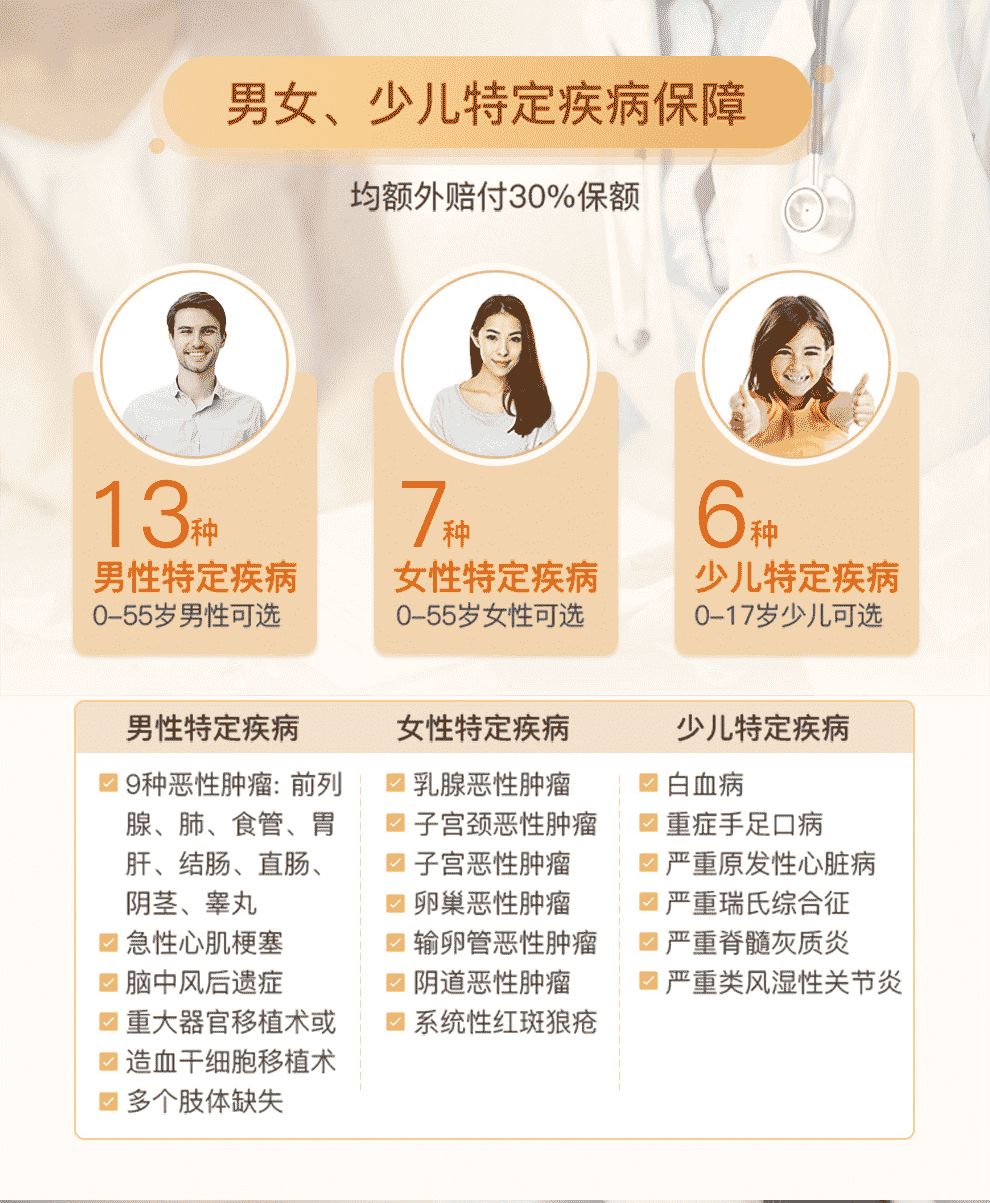 男女、少儿特定疾病保障
均额外赔付30%保额
13种
男性特定疾病
0-55岁男性可选
7种
女性特定疾病
0-55岁女性可选
6种
少儿特定疾病
0-17岁少儿可选
男性特定疾病
9种恶性肿瘤: 前列
腺、肺、食管、胃
肝、结肠、直肠、
阴茎、睾丸
急性心肌梗塞
脑中风后遗症
重大器官移植术或
造血干细胞移植术
多个肢体缺失
女性特定疾病
乳腺恶性肿瘤
子宫颈恶性肿瘤
子宫恶性肿瘤
卵巢恶性肿瘤
输卵管恶性肿瘤
阴道恶性肿瘤
系统性红斑狼疮
少儿特定疾病
白血病
重症手足口病
严重原发性心脏病
严重瑞氏综合征
严重脊髓灰质炎
严重类风湿性关节炎